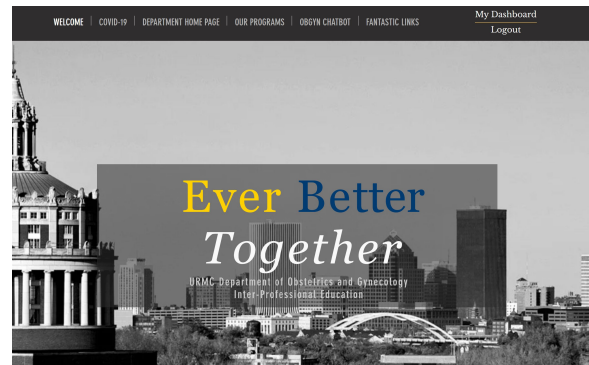 WELCOME | COVID-19 | DEPARTMENT HOME PAGE | OUR PROGRAMS | OBGYN CHATBOT | FANTASTIC LINKS
My Dashboard
Logout
Ever Better
Together
URMC Department of Obstetrics and Gynecology
Inter-Professional Education